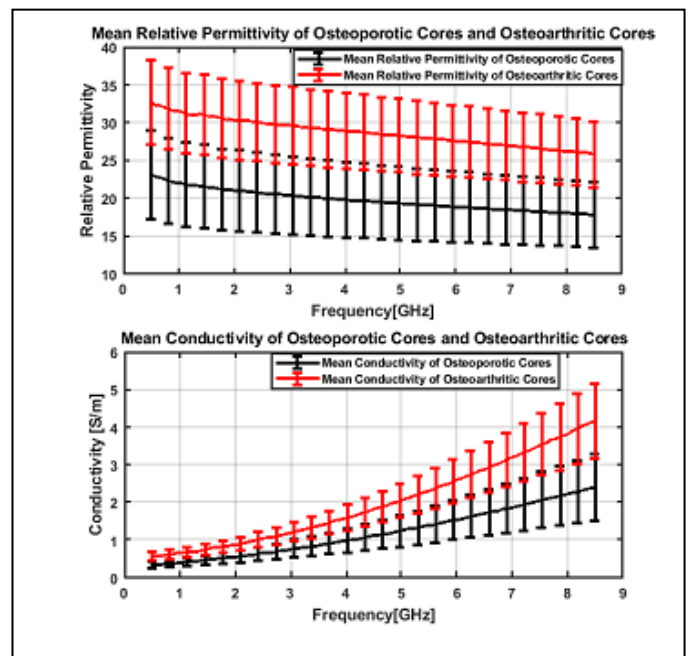 Mean Relative Permittivity of Osteoporotic Cores and Osteoarthritic Cores
40
35
30
25
20
15
10
Relative Permittivity
Mean Relative Permittivity of Osteoporotic Cores
Mean Relative Permittivity of Osteoarthritic Cores
0 1 2 3 4 5 6 7 8 9
Frequency[GHz]
Mean Conductivity of Osteoporotic Cores and Osteoarthritic Cores
6
5
4
3
2
1
0
Conductivity [S/m]
Mean Conductivity of Osteoporotic Cores
Mean Conductivity of Osteoarthritic Cores
0 1 2 3 4 5 6 7 8 9
Frequency[GHz]